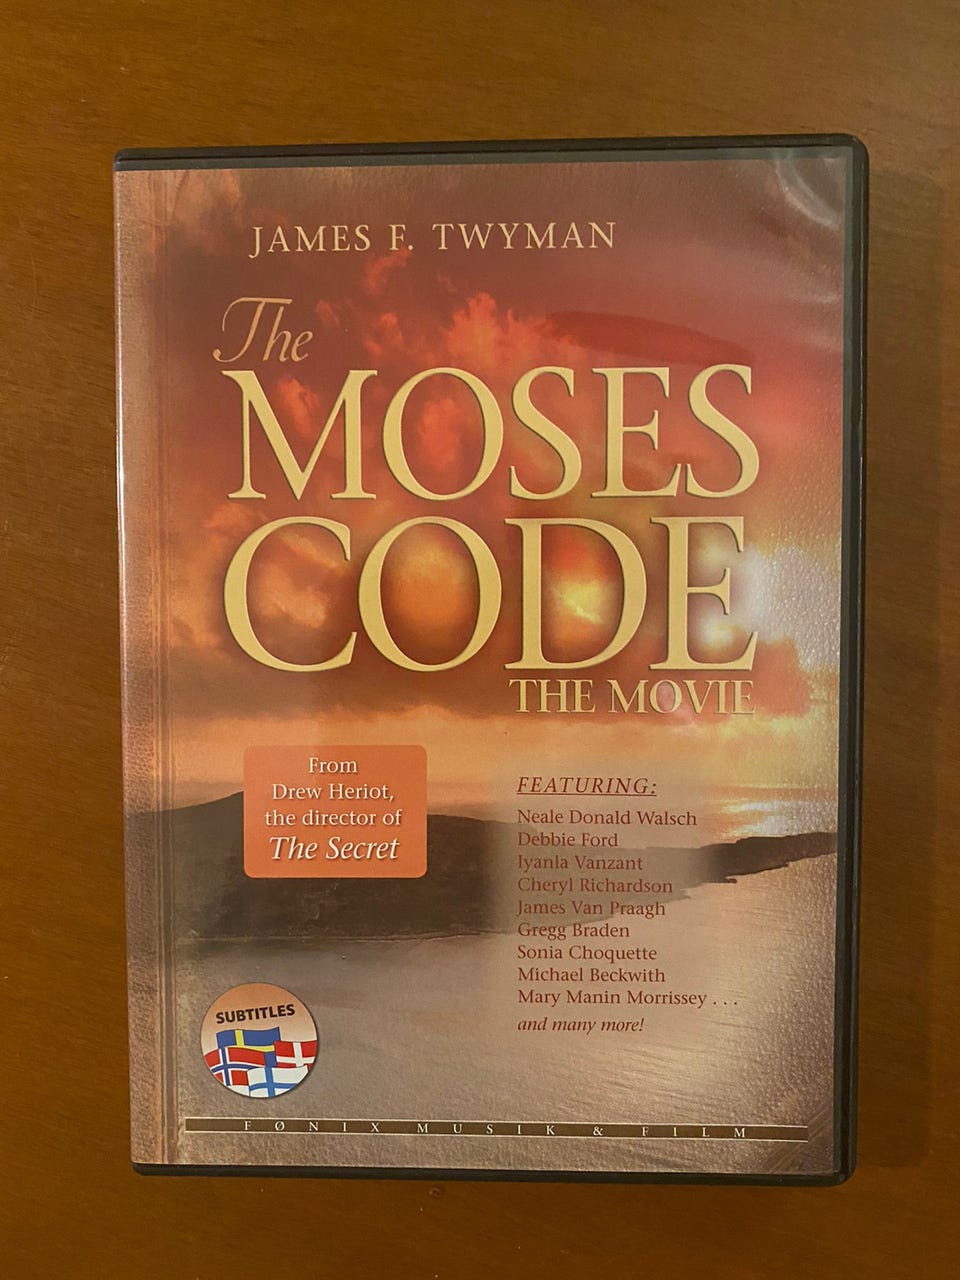 JAMES F. TWYMAN
The
MOSES
CODE
THE MOVIE
From
Drew Heriot,
the director of
The Secret
FEATURING:
Neale Donald Walsch
Debbie Ford
Iyanla Vanzant
Cheryl Richardson
James Van Praagh
Gregg Braden
Sonia Choquette
Michael Beckwith
Mary Manin Morrissey . . .
and many more!
SUBTITLES
FØNIX MUSIK & FILM